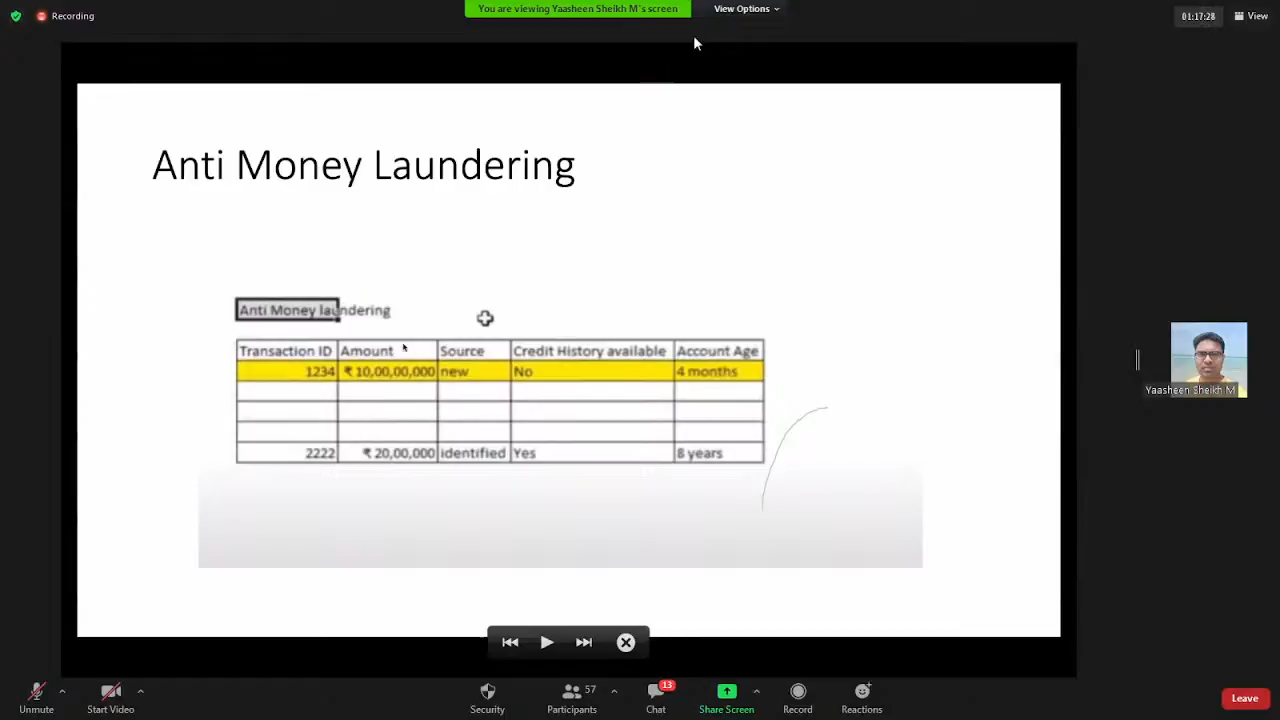 Recording
You are viewing Yaasheen Sheikh M's screen
View Options
01:17:28
View
Anti Money Laundering
Anti Money laundering
Transaction ID Amount Source Credit History available Account Age
1234 ₹ 10,00,00,000 new No 4 months
2222 ₹ 20,00,000 identified Yes 8 years
Yaasheen Sheikh M
Unmute
Start Video
Security
Participants 57
Chat 13
Share Screen
Record
Reactions
Leave